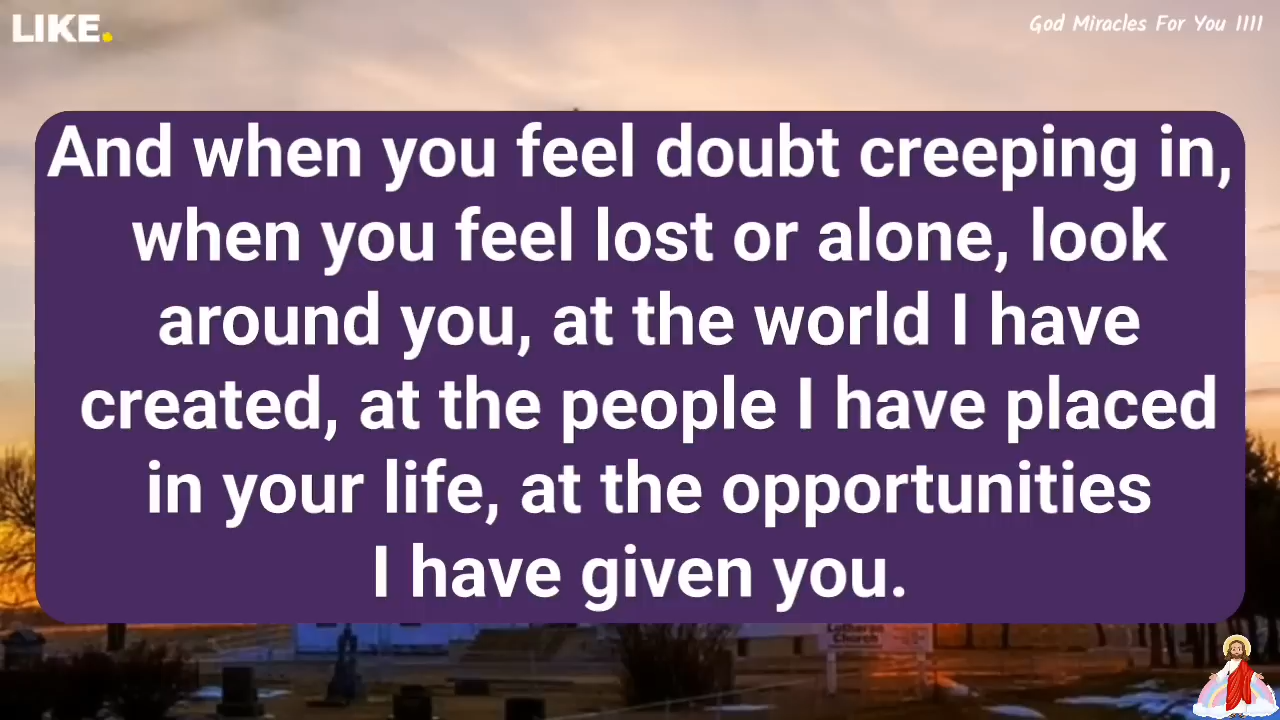 LIKE.
God Miracles For You 1111
And when you feel doubt creeping in,
when you feel lost or alone, look
around you, at the world I have
created, at the people I have placed
in your life, at the opportunities
I have given you.
Lutheran
Church